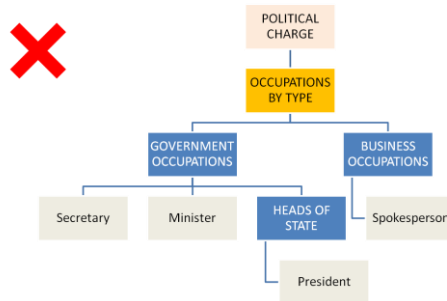 POLITICAL
CHARGE
OCCUPATIONS
BY TYPE
GOVERNMENT
OCCUPATIONS
BUSINESS
OCCUPATIONS
Secretary
Minister
HEADS OF
STATE
Spokesperson
President